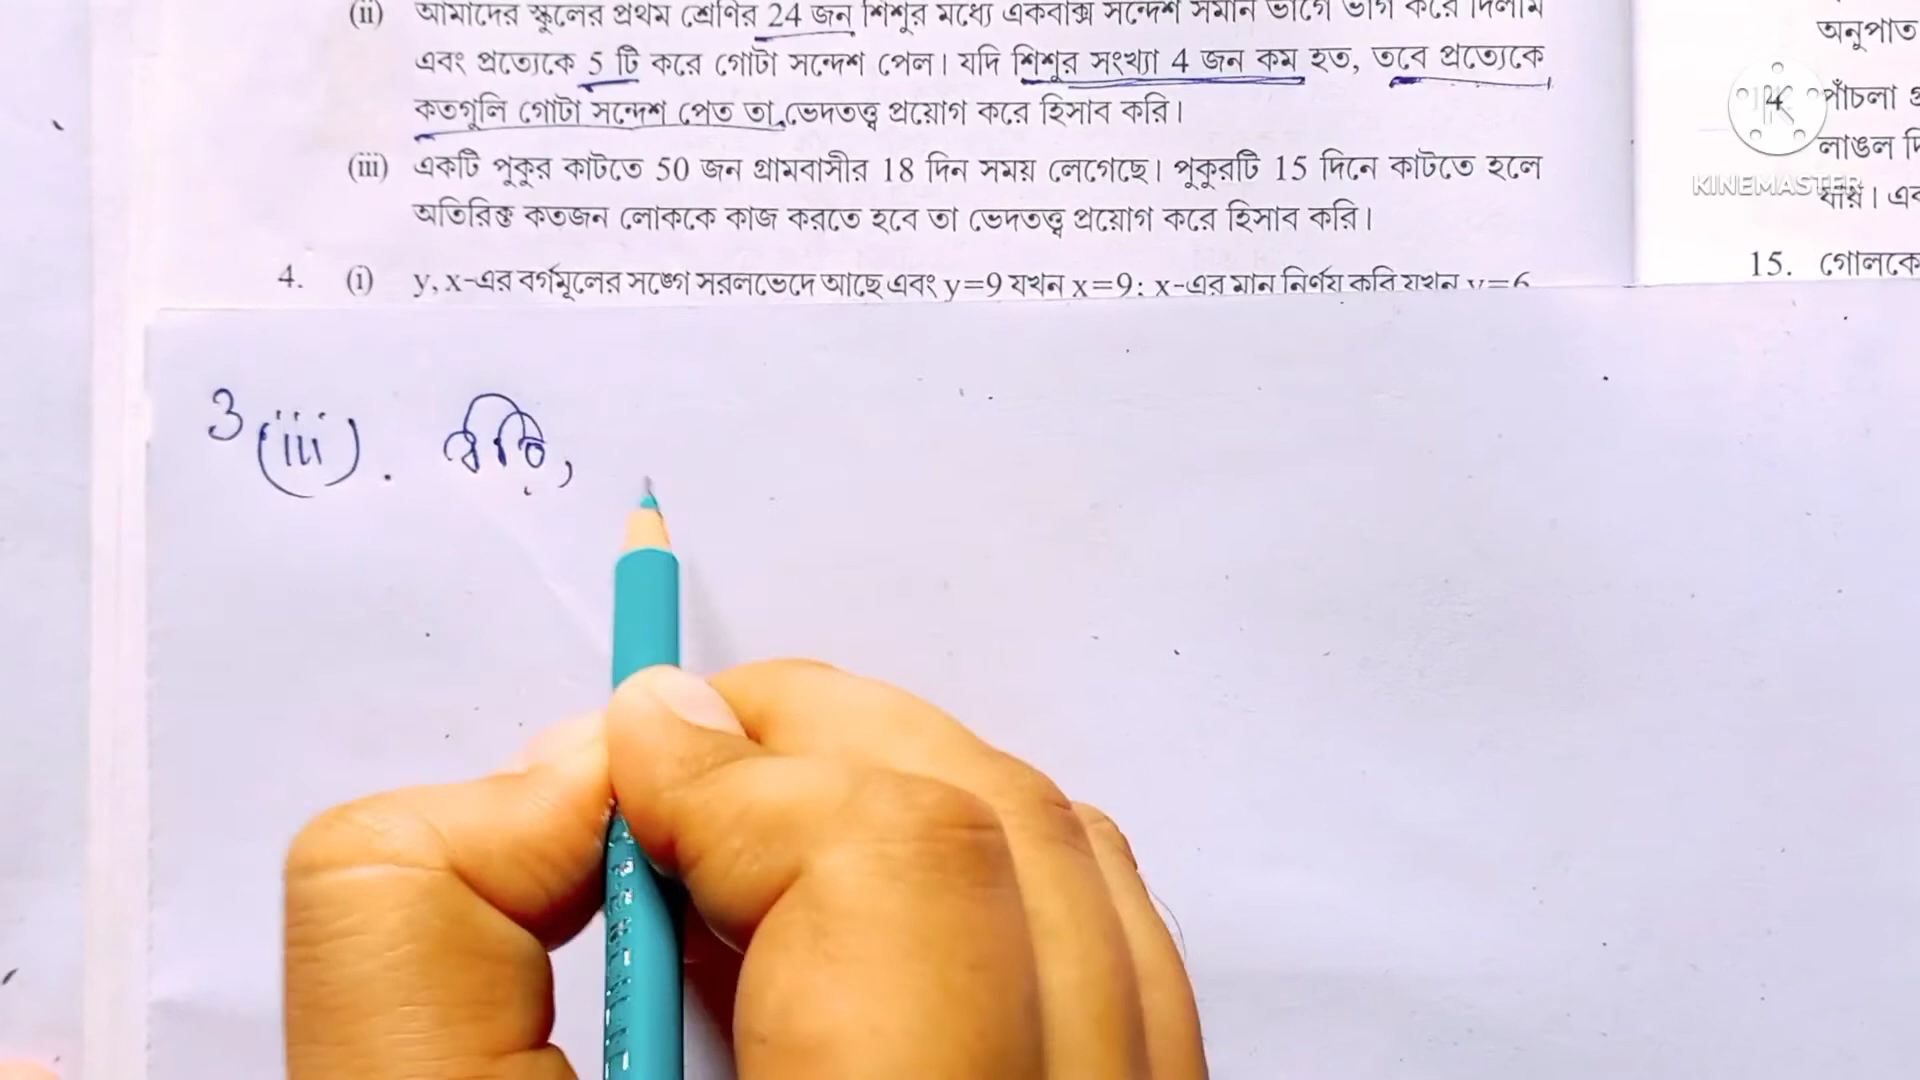 (ii) আমাদের স্কুলের প্রথম শ্রেণির 24 জন শিশুর মধ্যে একবাক্স সন্দেশ সমান ভাগে ভাগ করে দিলাম
এবং প্রত্যেকে 5 টি করে গোটা সন্দেশ পেল। যদি শিশুর সংখ্যা 4 জন কম হত, তবে প্রত্যেকে
কতগুলি গোটা সন্দেশ পেত তা ভেদতত্ত্ব প্রয়োগ করে হিসাব করি।
(iii) একটি পুকুর কাটতে 50 জন গ্রামবাসীর 18 দিন সময় লেগেছে। পুকুরটি 15 দিনে কাটতে হলে
অতিরিক্ত কতজন লোককে কাজ করতে হবে তা ভেদতত্ত্ব প্রয়োগ করে হিসাব করি।
4. (i) y, x-এর বর্গমূলের সঙ্গে সরলভেদে আছে এবং y=9 যখন x=9; x-এর মান নির্ণয় করি যখন y=6
3 (iii). ধরি,
অনুপাত
পাঁচলা
লাঙল
যায়। এব
15. গোলকে
KINEMASTER